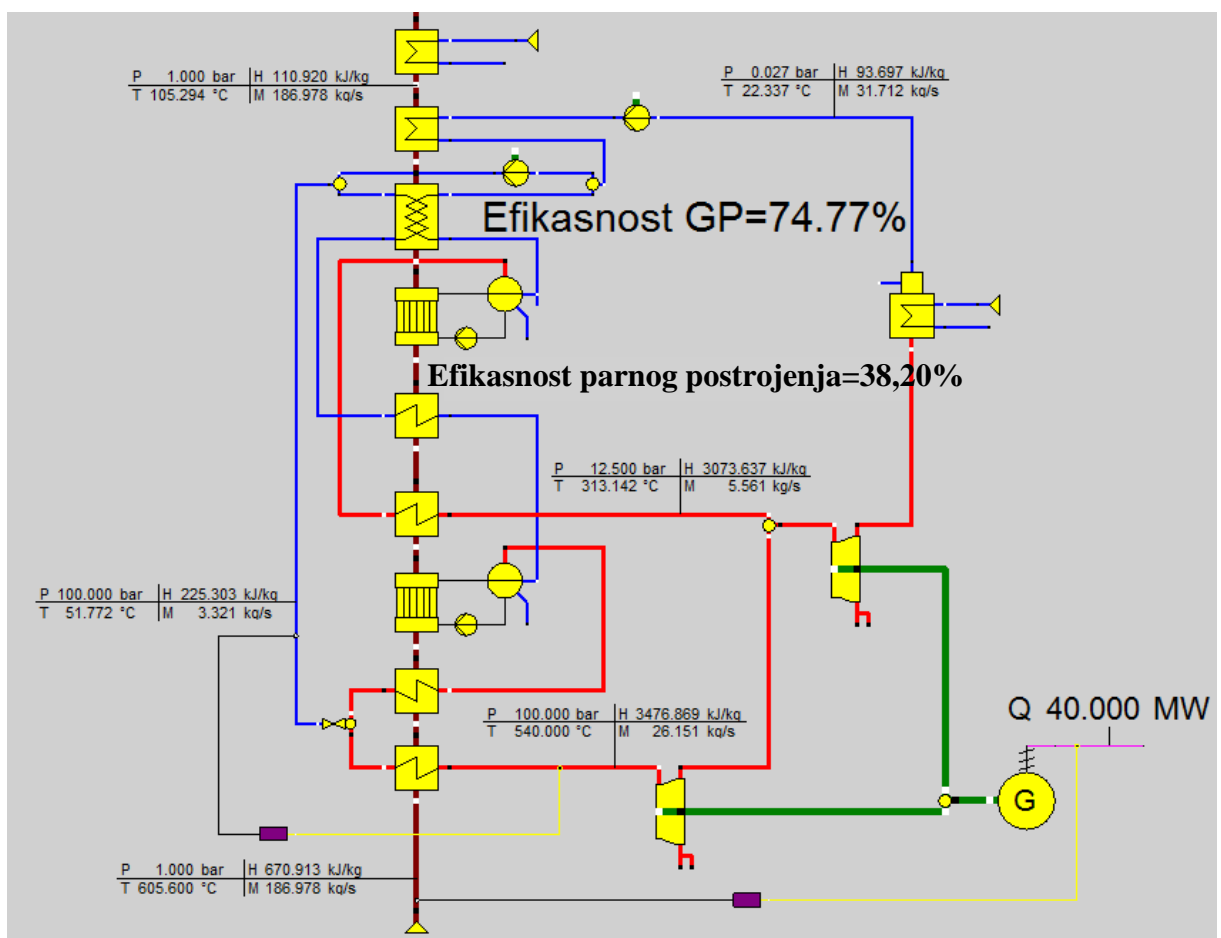 P 1.000 bar H 110.920 kJ/kg
T 105.294 °C M 186.978 kg/s
P 0.027 bar H 93.697 kJ/kg
T 22.337 °C M 31.712 kg/s
Efikasnost GP=74.77%
Efikasnost parnog postrojenja=38,20%
P 12.500 bar H 3073.637 kJ/kg
T 313.142 °C M 5.561 kg/s
P 100.000 bar H 225.303 kJ/kg
T 51.772 °C M 3.321 kg/s
P 100.000 bar H 3476.869 kJ/kg
T 540.000 °C M 26.151 kg/s
Q 40.000 MW
G
P 1.000 bar H 670.913 kJ/kg
T 605.600 °C M 186.978 kg/s